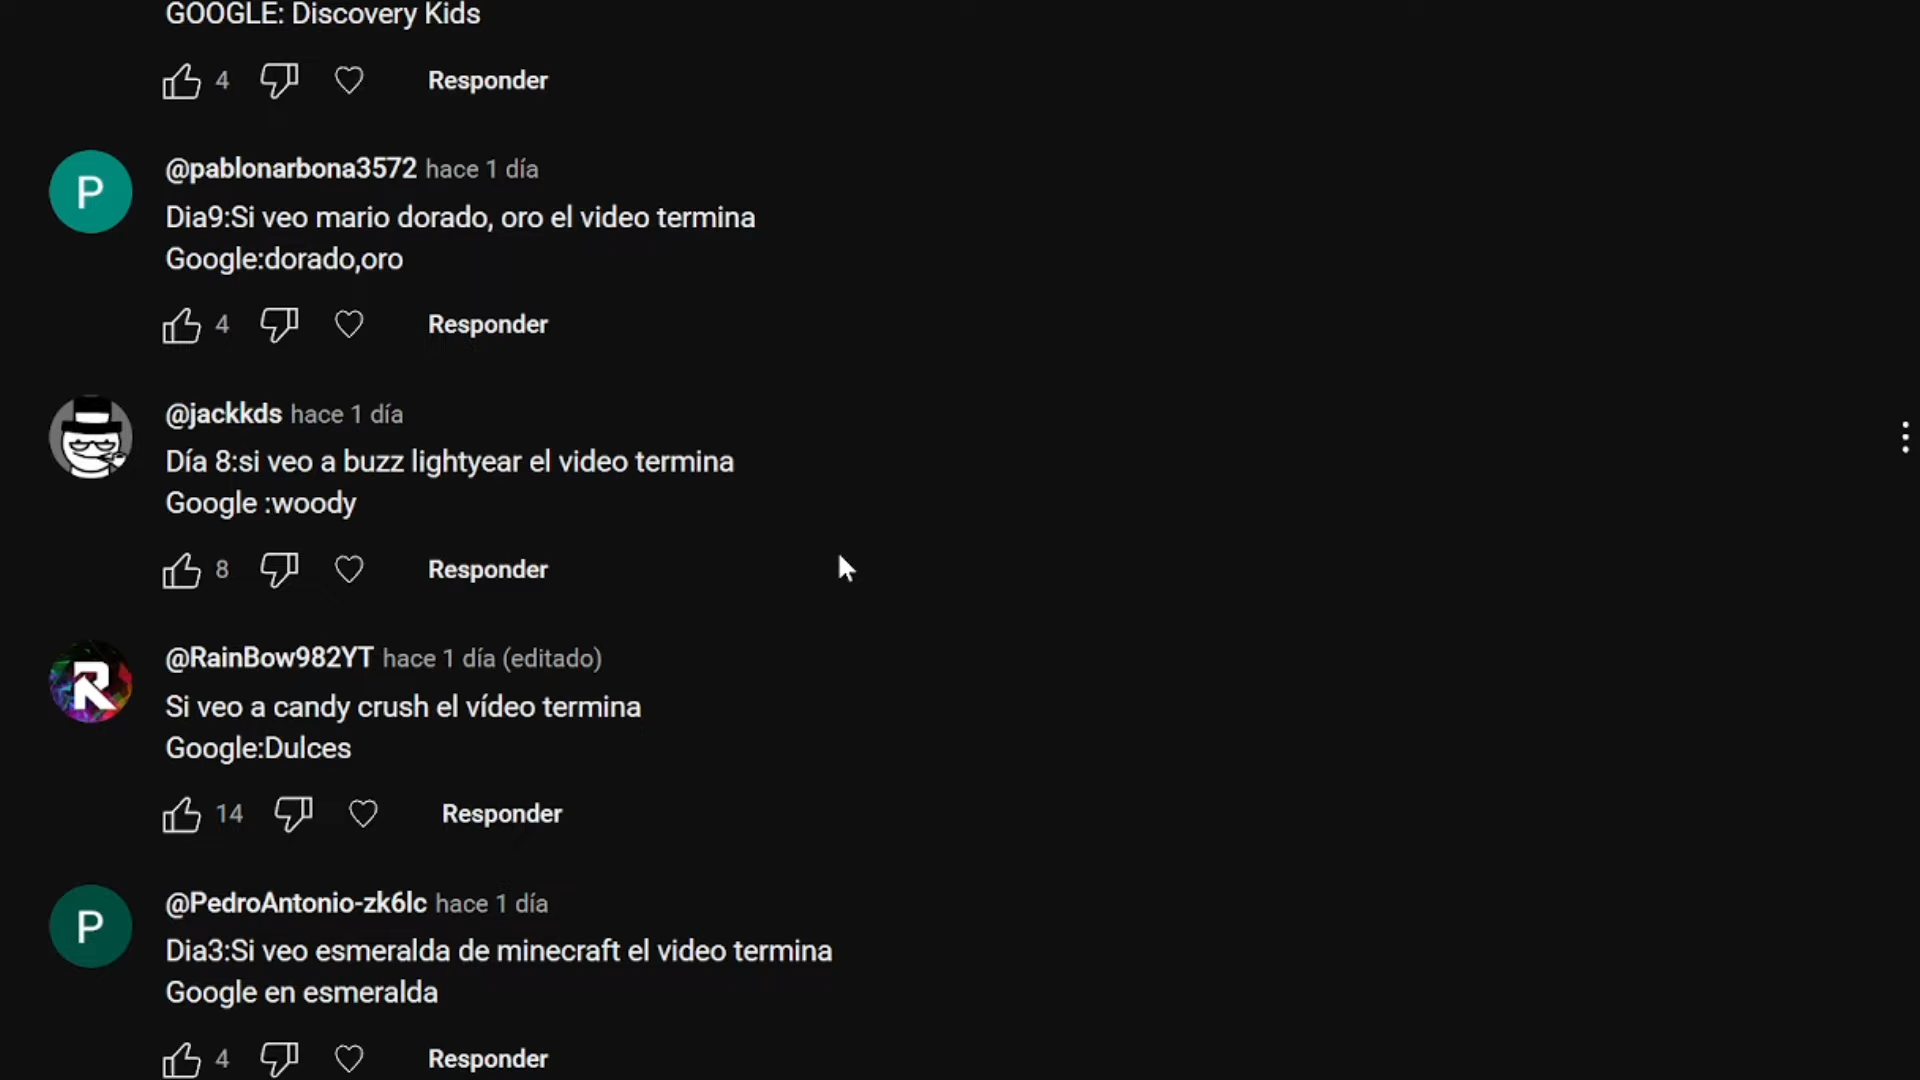 GOOGLE: Discovery Kids
4 Responder
P
@pablonarbona3572 hace 1 día
Dia9:Si veo mario dorado, oro el video termina
Google:dorado,oro
4 Responder
@jackkds hace 1 día
Día 8:si veo a buzz lightyear el video termina
Google :woody
8 Responder
R
@RainBow982YT hace 1 día (editado)
Si veo a candy crush el vídeo termina
Google:Dulces
14 Responder
P
@PedroAntonio-zk6lc hace 1 día
Dia3:Si veo esmeralda de minecraft el video termina
Google en esmeralda
4 Responder